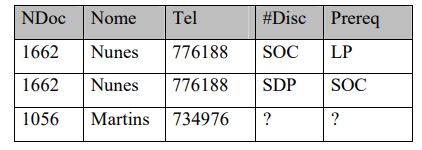 NDoc Nome Tel #Disc Prereq
1662 Nunes 776188 SOC LP
1662 Nunes 776188 SDP SOC
1056 Martins 734976 ? ?